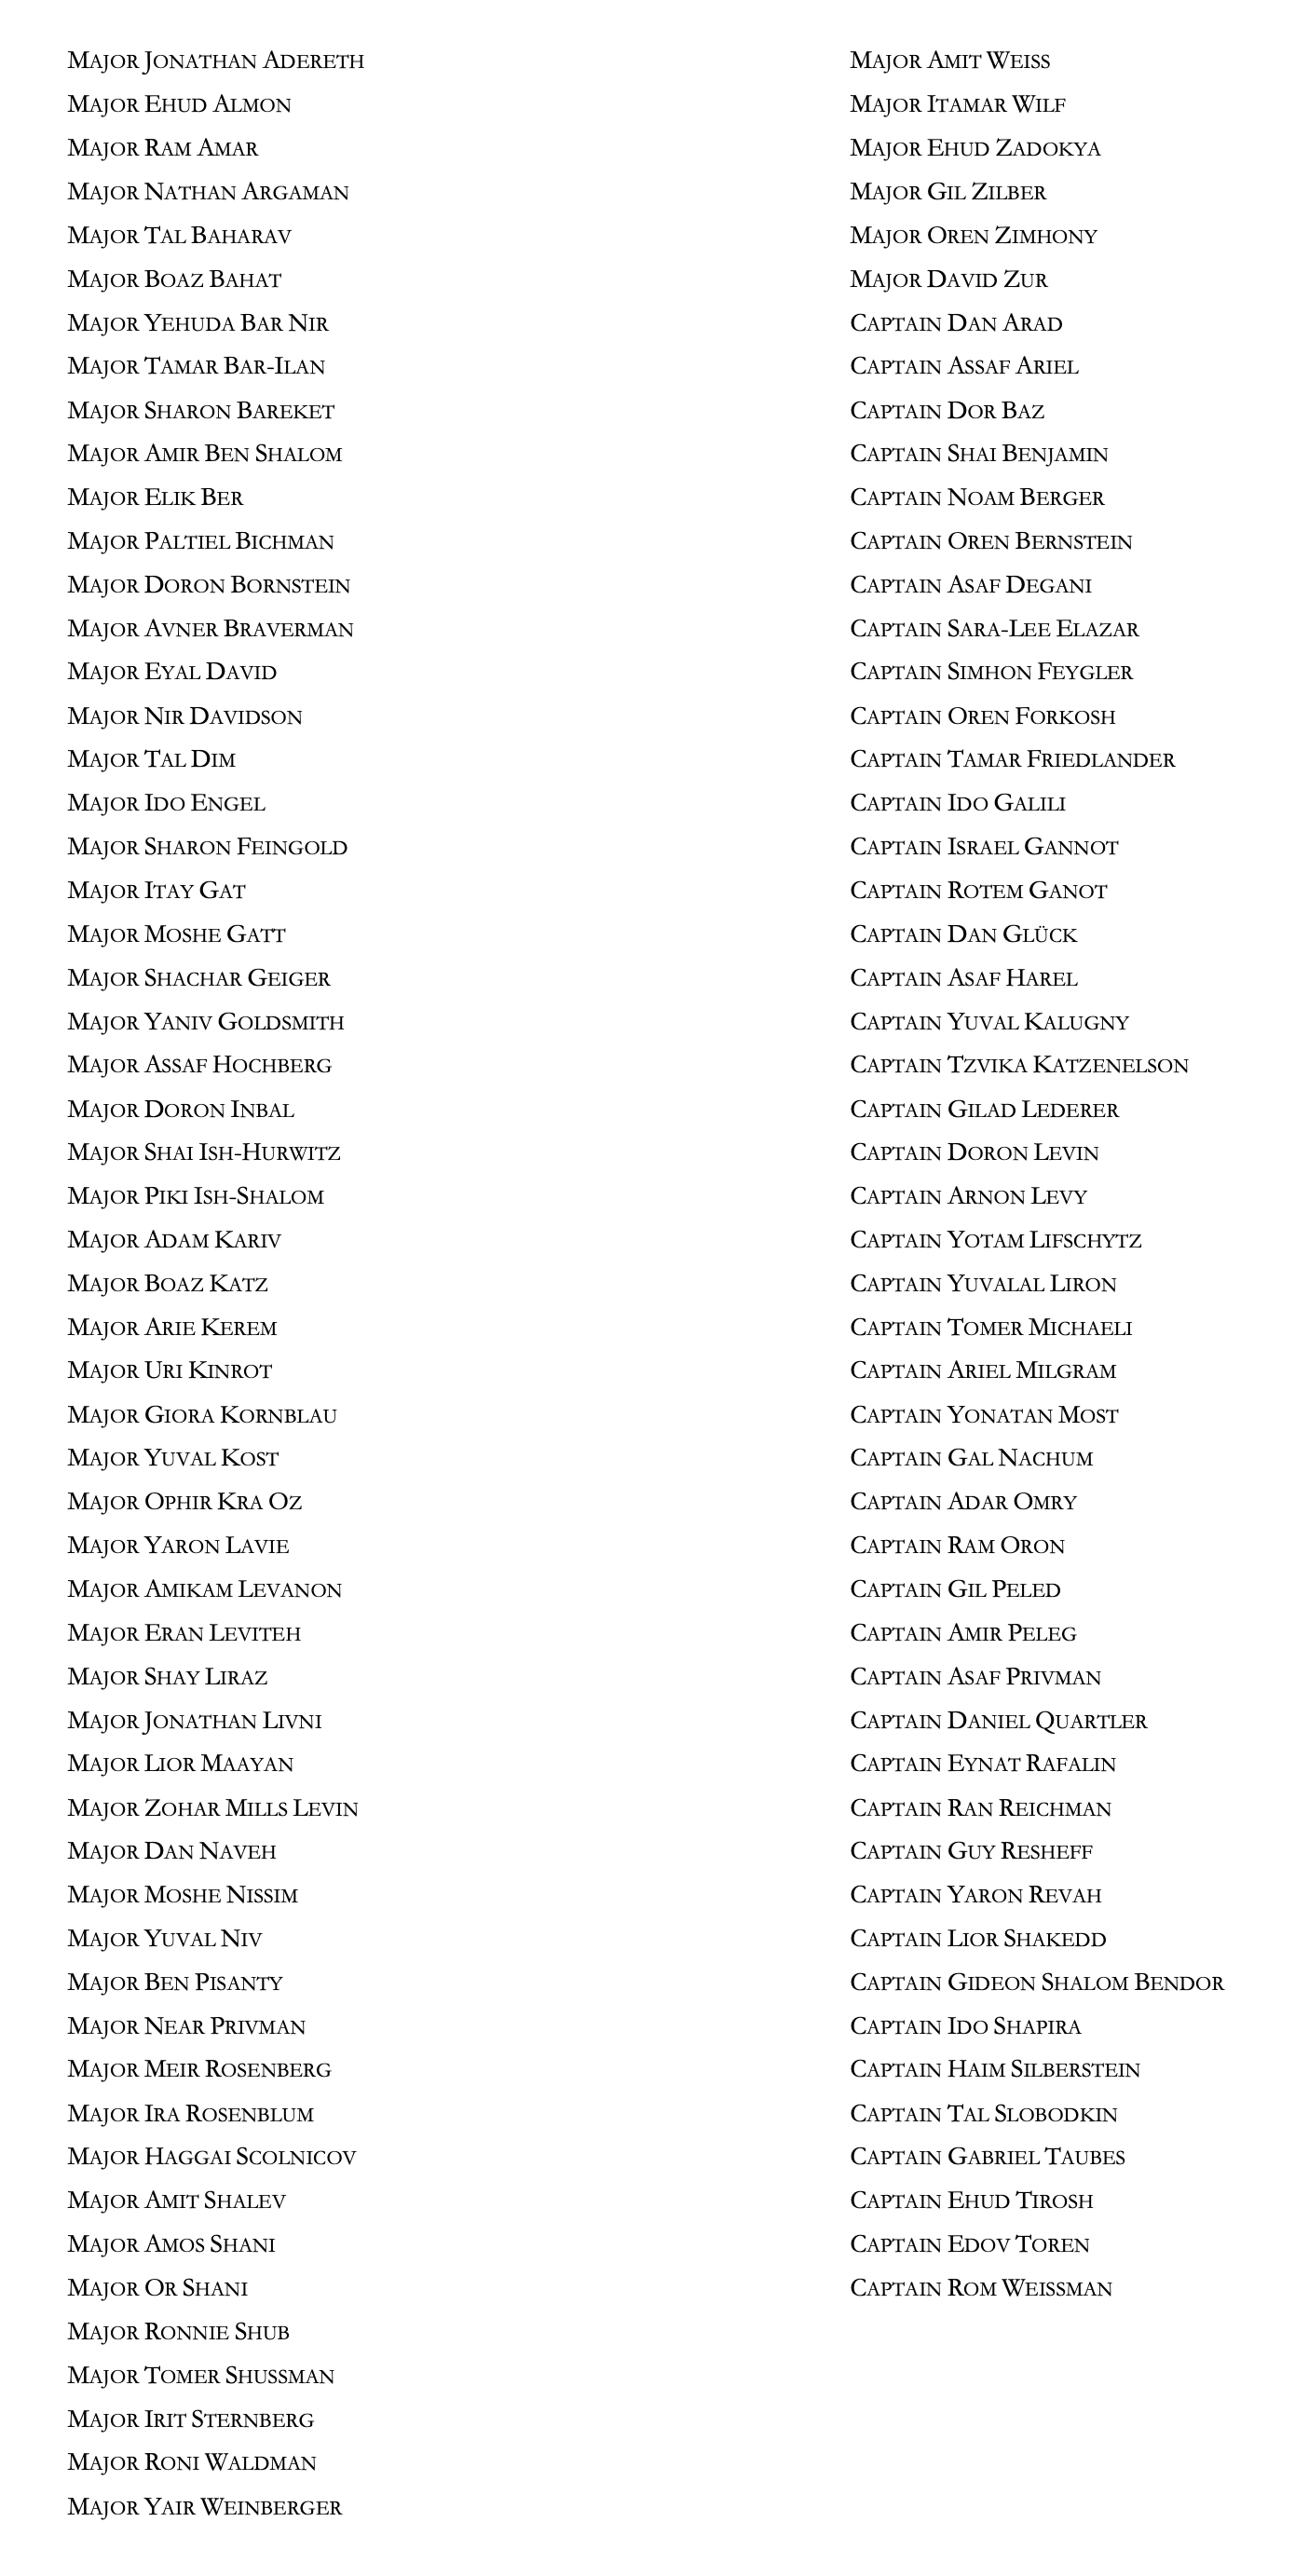 Major Jonathan Adereth
Major Ehud Almon
Major Ram Amar
Major Nathan Argaman
Major Tal Baharav
Major Boaz Bahat
Major Yehuda Bar Nir
Major Tamar Bar-Ilan
Major Sharon Bareket
Major Amir Ben Shalom
Major Elik Ber
Major Paltiel Bichman
Major Doron Bornstein
Major Avner Braverman
Major Eyal David
Major Nir Davidson
Major Tal Dim
Major Ido Engel
Major Sharon Feingold
Major Itay Gat
Major Moshe Gatt
Major Shachar Geiger
Major Yaniv Goldsmith
Major Assaf Hochberg
Major Doron Inbal
Major Shai Ish-Hurwitz
Major Piki Ish-Shalom
Major Adam Kariv
Major Boaz Katz
Major Arie Kerem
Major Uri Kinrot
Major Giora Kornblau
Major Yuval Kost
Major Ophir Kra Oz
Major Yaron Lavie
Major Amikam Levanon
Major Eran Leviteh
Major Shay Liraz
Major Jonathan Livni
Major Lior Maayan
Major Zohar Mills Levin
Major Dan Naveh
Major Moshe Nissim
Major Yuval Niv
Major Ben Pisanty
Major Near Privman
Major Meir Rosenberg
Major Ira Rosenblum
Major Haggai Scolnicov
Major Amit Shalev
Major Amos Shani
Major Or Shani
Major Ronnie Shub
Major Tomer Shussman
Major Irit Sternberg
Major Roni Waldman
Major Yair Weinberger
Major Amit Weiss
Major Itamar Wilf
Major Ehud Zadokya
Major Gil Zilber
Major Oren Zimhony
Major David Zur
Captain Dan Arad
Captain Assaf Ariel
Captain Dor Baz
Captain Shai Benjamin
Captain Noam Berger
Captain Oren Bernstein
Captain Asaf Degani
Captain Sara-Lee Elazar
Captain Simhon Feygler
Captain Oren Forkosh
Captain Tamar Friedlander
Captain Ido Galili
Captain Israel Gannot
Captain Rotem Ganot
Captain Dan Glück
Captain Asaf Harel
Captain Yuval Kalugny
Captain Tzvika Katzenelson
Captain Gilad Lederer
Captain Doron Levin
Captain Arnon Levy
Captain Yotam Lifschytz
Captain Yuvalal Liron
Captain Tomer Michaeli
Captain Ariel Milgram
Captain Yonatan Most
Captain Gal Nachum
Captain Adar Omry
Captain Ram Oron
Captain Gil Peled
Captain Amir Peleg
Captain Asaf Privman
Captain Daniel Quartler
Captain Eynat Rafalin
Captain Ran Reichman
Captain Guy Resheff
Captain Yaron Revah
Captain Lior Shakedd
Captain Gideon Shalom Bendor
Captain Ido Shapira
Captain Haim Silberstein
Captain Tal Slobodkin
Captain Gabriel Taubes
Captain Ehud Tirosh
Captain Edov Toren
Captain Rom Weissman